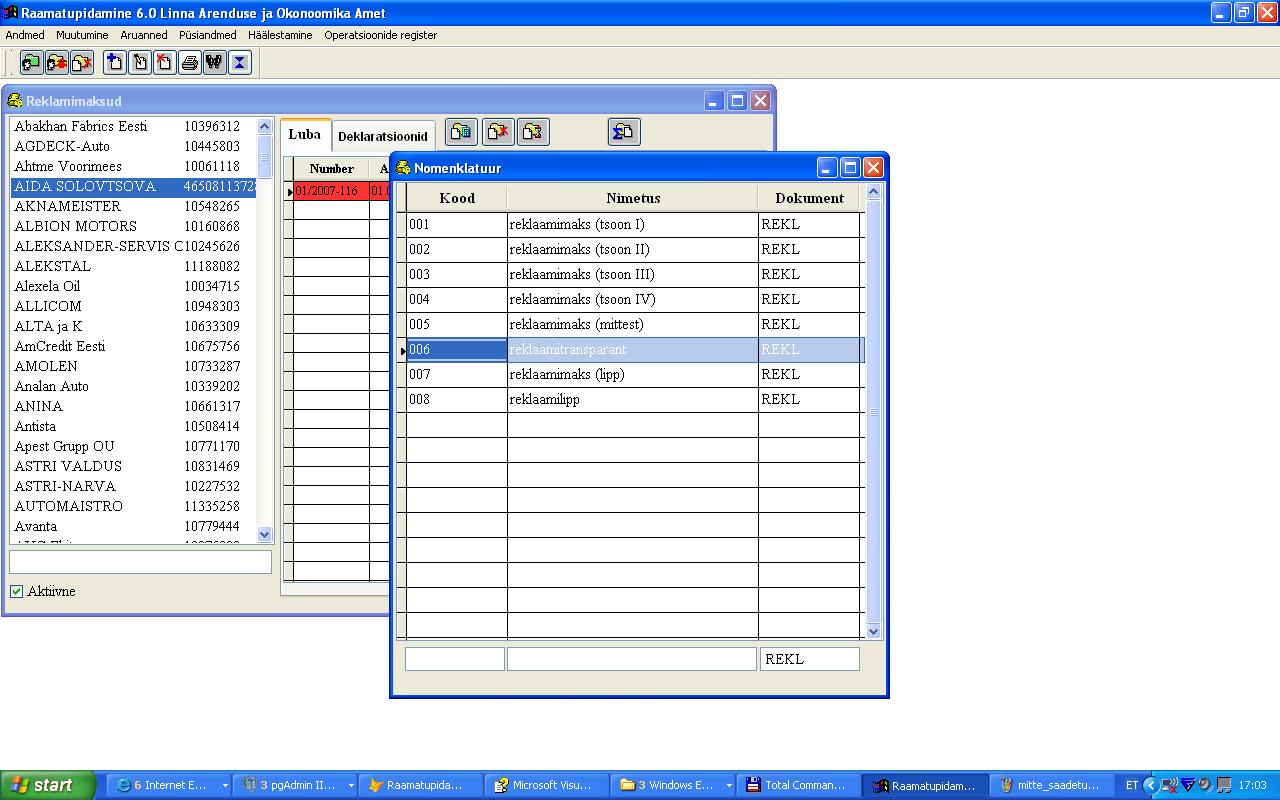 Raamatupidamine 6.0 Linna Arenduse ja Okonoomika Amet
Andmed Muutumine Aruanned Püsiandmed Häälestamine Operatsioonide register
Reklamimaksud
Abakhan Fabrics Eesti 10396312
AGDECK-Auto 10445803
Ahtme Voorimees 10061118
AIDA SOLOVTSOVA 4650811372
AKNAMEISTER 10548265
ALBION MOTORS 10160868
ALEKSANDER-SERVIS 10245626
ALEKSTAL 11188082
Alexela Oil 10034715
ALLICOM 10948303
ALTA ja K 10633309
AmCredit Eesti 10675756
AMOLEN 10733287
Analan Auto 10339202
ANINA 10661317
Antista 10508414
Apest Grupp OU 10771170
ASTRI VALDUS 10831469
ASTRI-NARVA 10227532
AUTOMAISTRO 11335258
Avanta 10779444
Aktiivne
Luba Deklaratsioonid
Number A
01/2007-116 01.
Nomenklatuur
Kood Nimetus Dokument
001 reklaamimaks (tsoon I) REKL
002 reklaamimaks (tsoon II) REKL
003 reklaamimaks (tsoon III) REKL
004 reklaamimaks (tsoon IV) REKL
005 reklaamimaks (mittest) REKL
006 reklaamitransparant REKL
007 reklaamimaks (lipp) REKL
008 reklaamilipp REKL
REKL
start 6 Internet E... 3 pgAdmin II... Raamatupida... Microsoft Visu... 3 Windows E... Total Comman... Raamatupidam... mitte_saadetu... ET 17:03